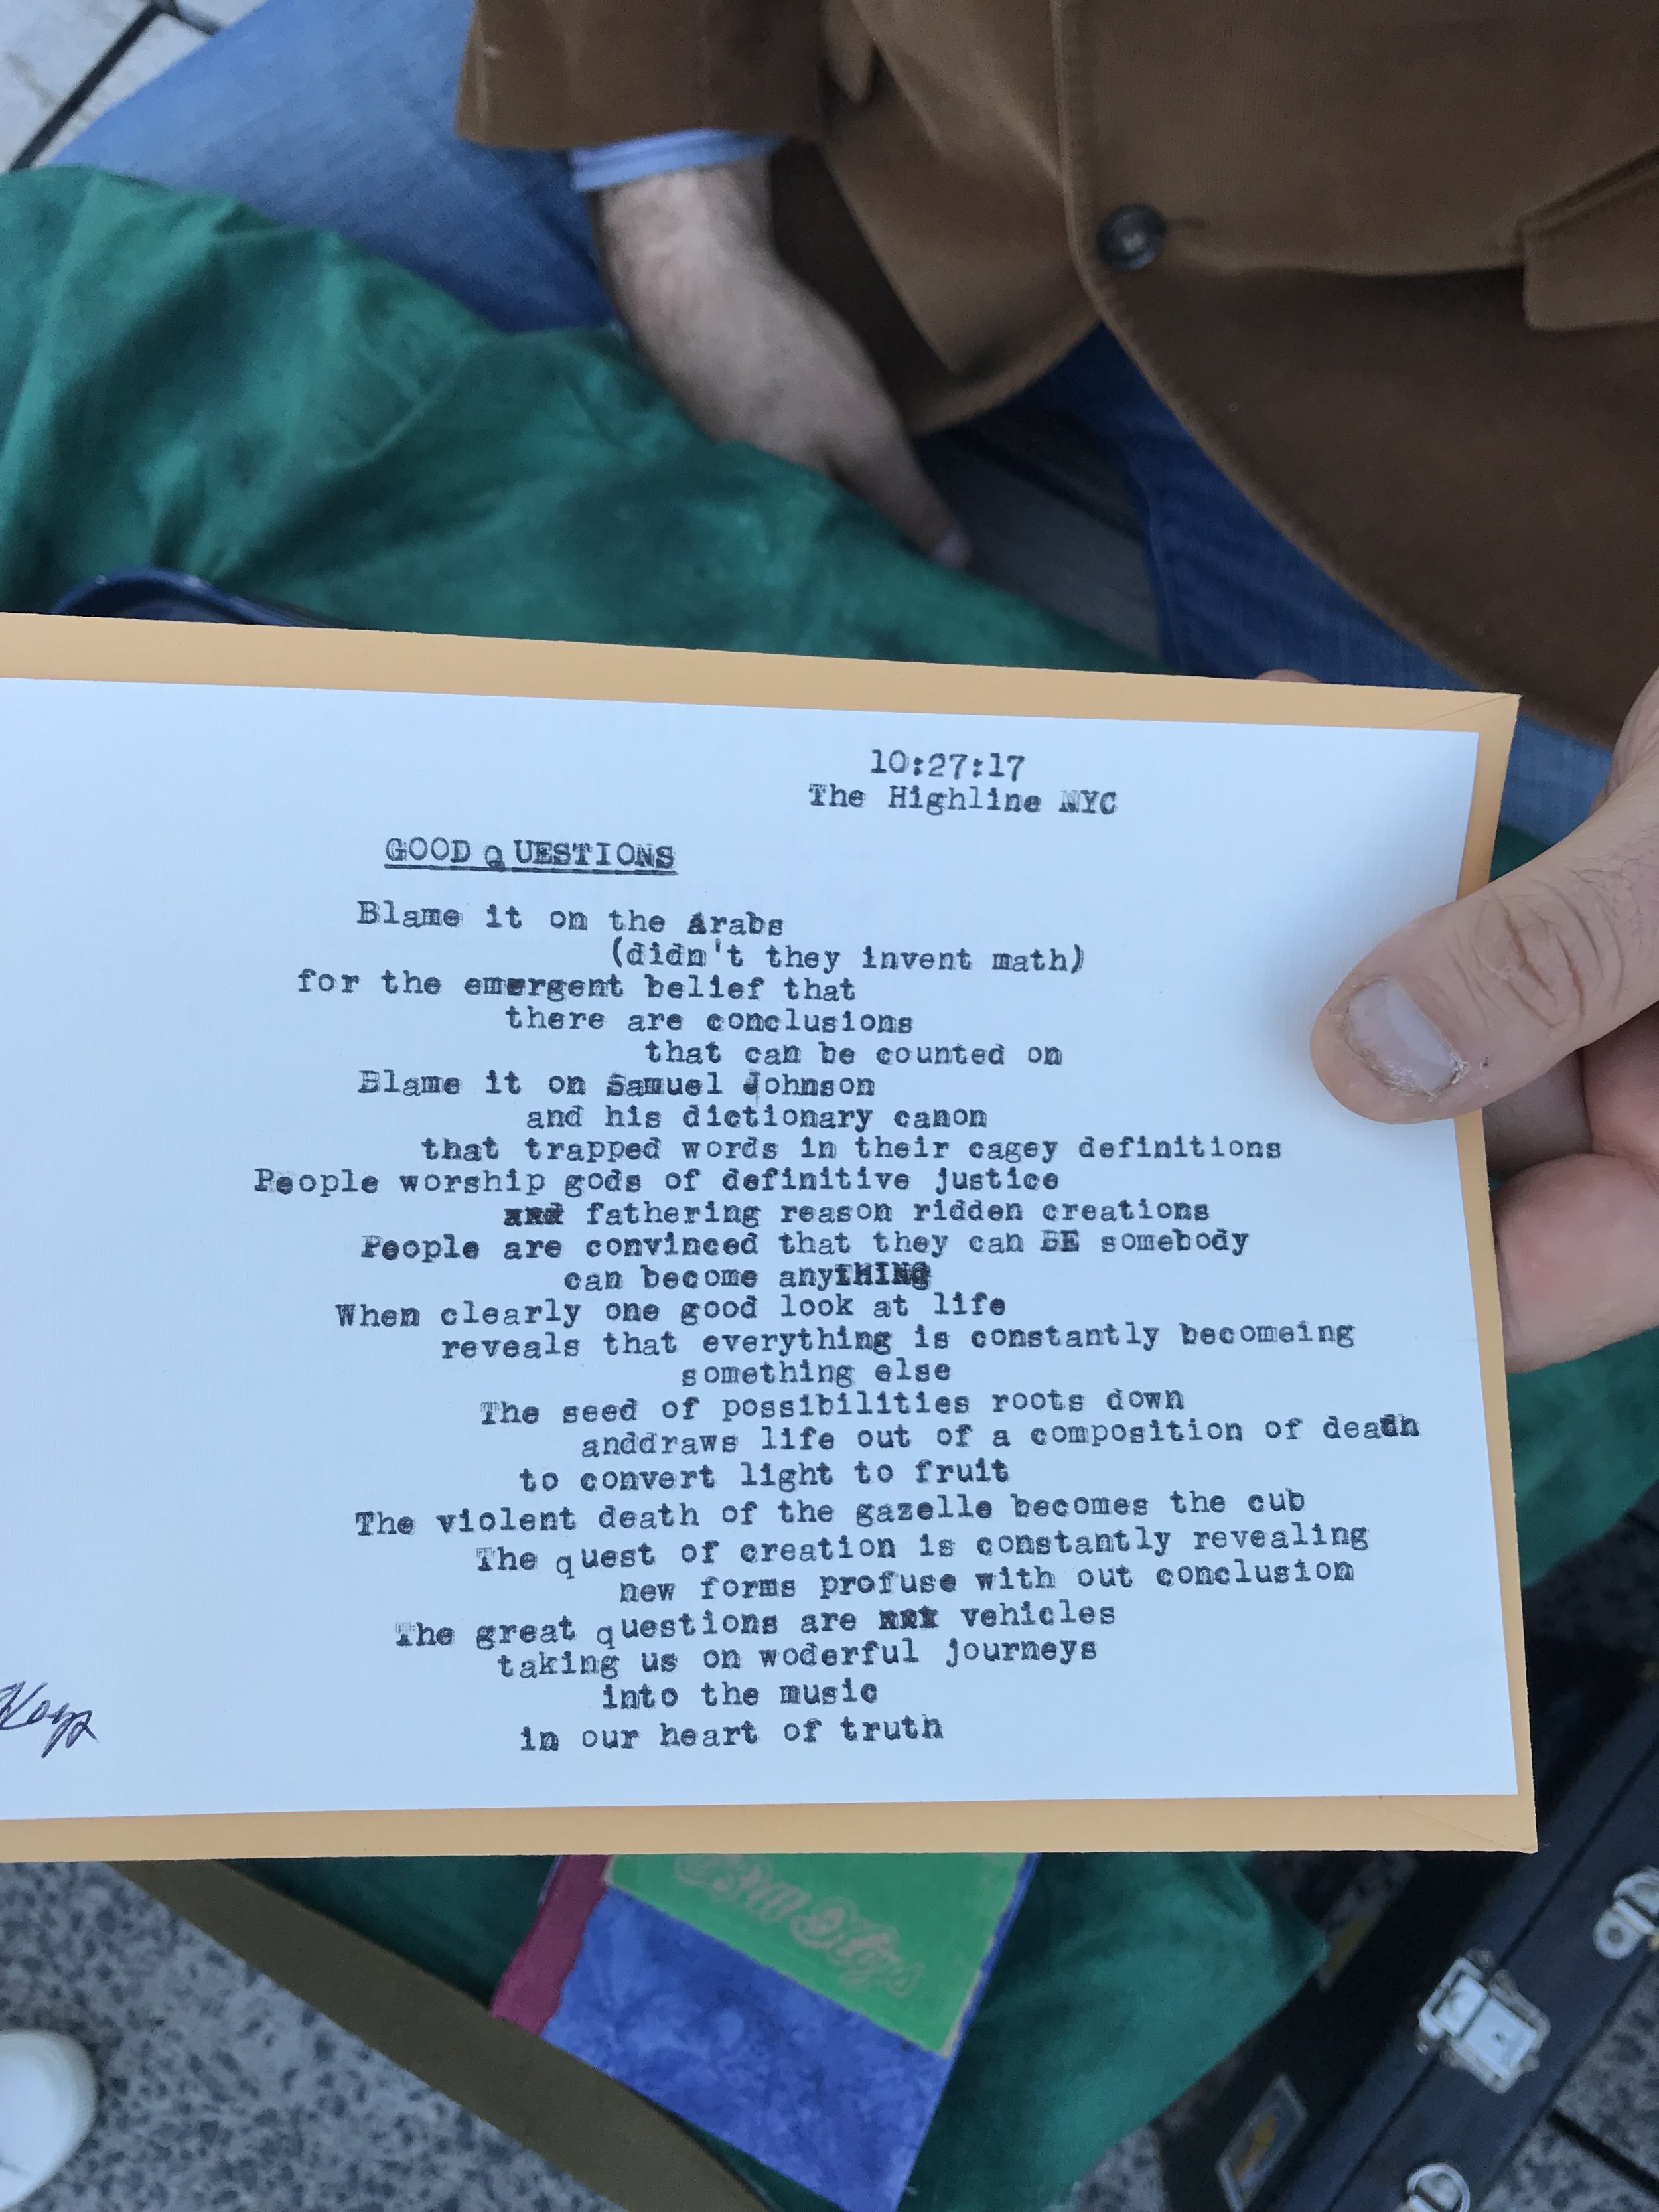 10:27:17
The Highline NYC
GOOD QUESTIONS
Blame it on the Arabs
(didn't they invent math)
for the emergent belief that
there are conclusions
that can be counted on
Blame it on Samuel Johnson
and his dictionary canon
that trapped words in their cagey definitions
People worship gods of definitive justice
fathering reason ridden creations
People are convinced that they can BE somebody
can become anyTHING
When clearly one good look at life
reveals that everything is constantly becomeing
something else
The seed of possibilities roots down
anddraws life out of a composition of death
to convert light to fruit
The violent death of the gazelle becomes the cub
The quest of creation is constantly revealing
new forms profuse with out conclusion
The great questions are vehicles
taking us on woderful journeys
into the music
in our heart of truth